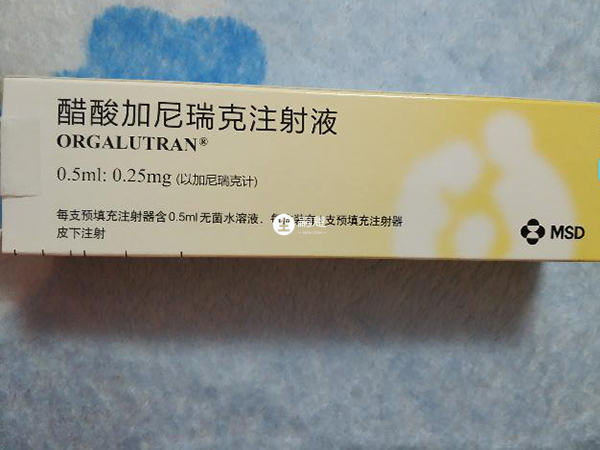 醋酸加尼瑞克注射液
ORGALUTRAN®
0.5ml: 0.25mg (以加尼瑞克计)
每支预填充注射器含0.5ml无菌水溶液.
支预填充注射器
皮下注射
MSD